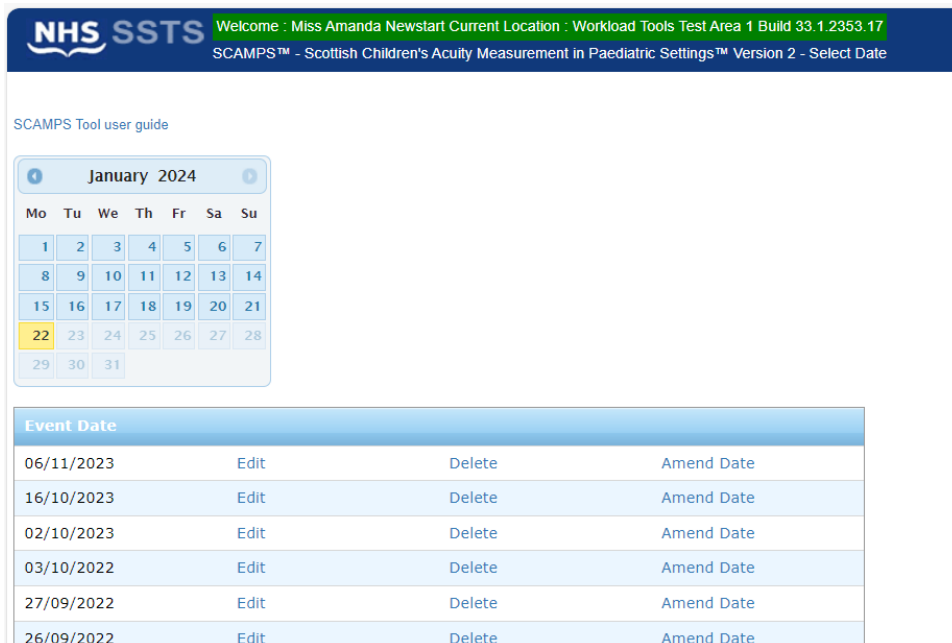 NHS SSTS
Welcome : Miss Amanda Newstart Current Location : Workload Tools Test Area 1 Build 33.1.2353.17
SCAMPS™ - Scottish Children's Acuity Measurement in Paediatric Settings™ Version 2 - Select Date
SCAMPS Tool user guide
January 2024
Mo Tu We Th Fr Sa Su
1 2 3 4 5 6 7
8 9 10 11 12 13 14
15 16 17 18 19 20 21
22 23 24 25 26 27 28
29 30 31
Event Date
06/11/2023 Edit Delete Amend Date
16/10/2023 Edit Delete Amend Date
02/10/2023 Edit Delete Amend Date
03/10/2022 Edit Delete Amend Date
27/09/2022 Edit Delete Amend Date
26/09/2022 Edit Delete Amend Date